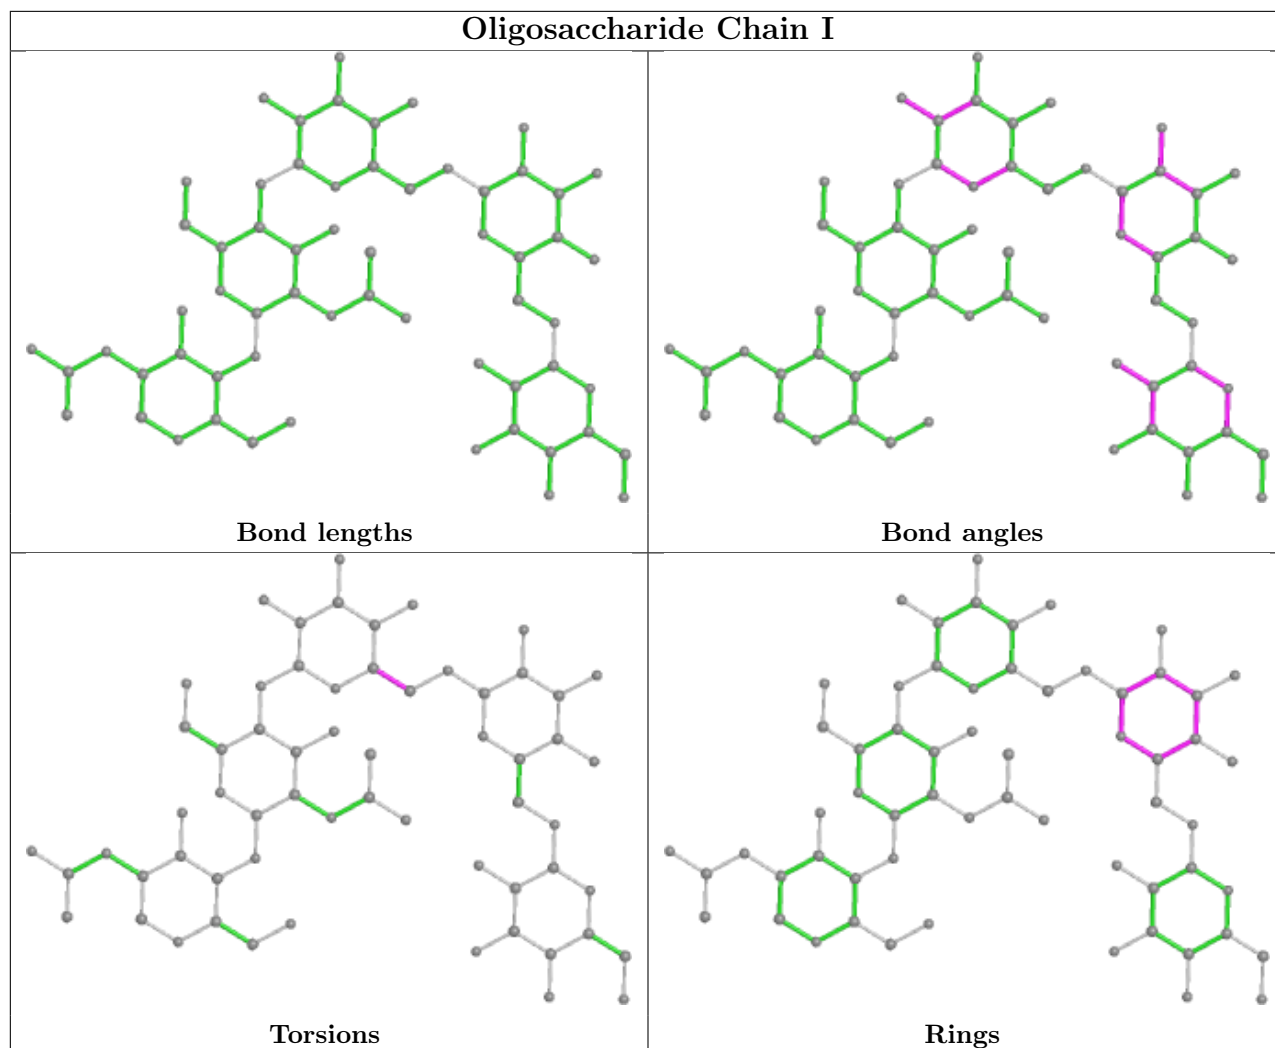 Oligosaccharide Chain I
Bond lengths
Bond angles
Torsions
Rings